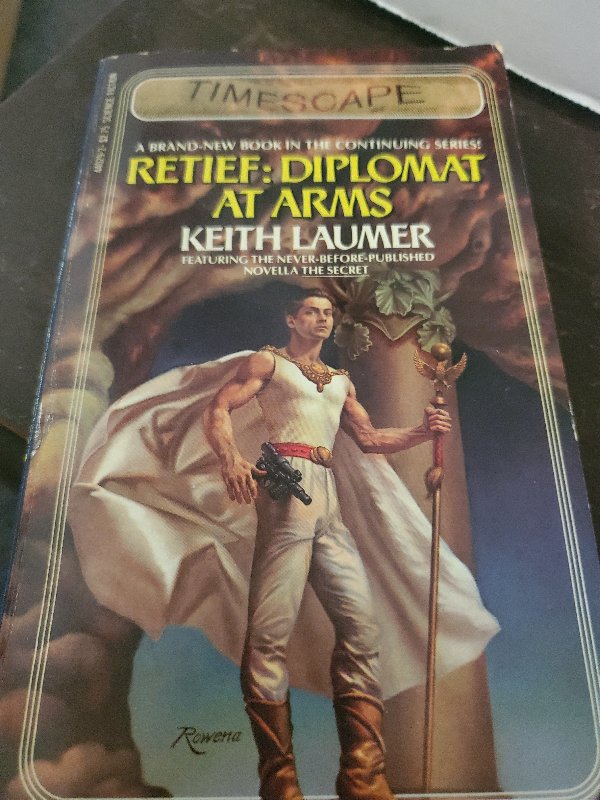 TIMESCAPE
A BRAND-NEW BOOK IN THE CONTINUING SERIES!
RETIEF: DIPLOMAT
AT ARMS
KEITH LAUMER
FEATURING THE NEVER-BEFORE-PUBLISHED
NOVELLA THE SECRET
Rowena